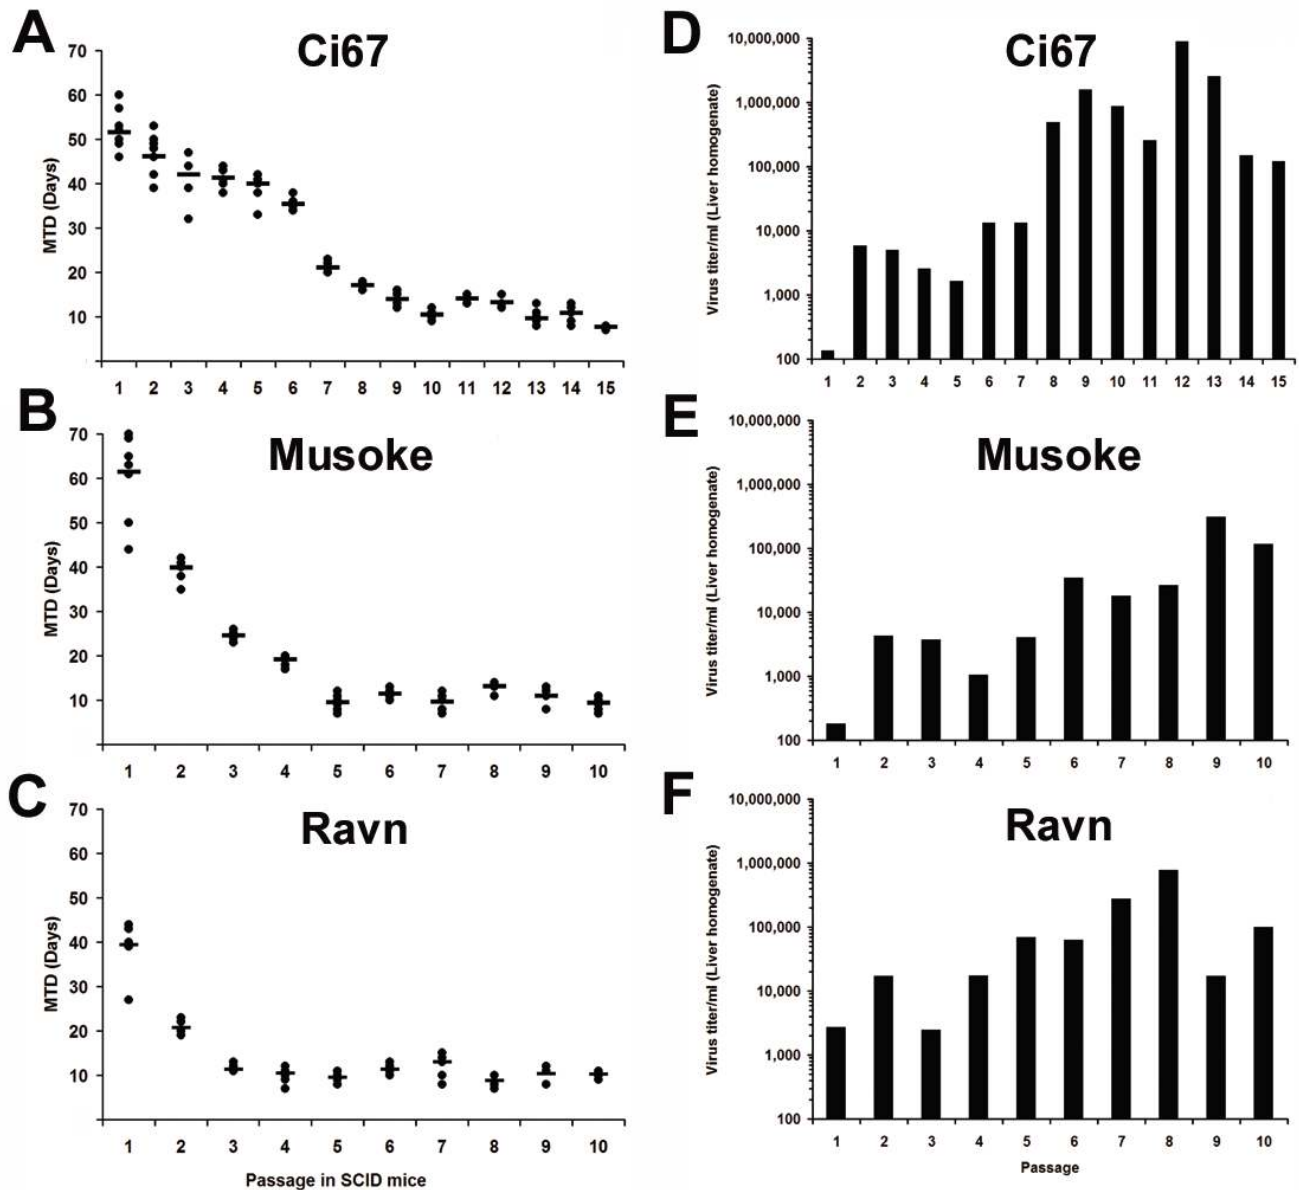 A
Ci67
MTD (Days)
70
60
50
40
30
20
10
1 2 3 4 5 6 7 8 9 10 11 12 13 14 15
B
Musoke
MTD (Days)
70
60
50
40
30
20
10
1 2 3 4 5 6 7 8 9 10
C
Ravn
MTD (Days)
70
60
50
40
30
20
10
1 2 3 4 5 6 7 8 9 10
Passage in SCID mice
D
Ci67
Virus titer/ml (Liver homogenate)
10,000,000
1,000,000
100,000
10,000
1,000
100
1 2 3 4 5 6 7 8 9 10 11 12 13 14 15
E
Musoke
Virus titer/ml (Liver homogenate)
10,000,000
1,000,000
100,000
10,000
1,000
100
1 2 3 4 5 6 7 8 9 10
F
Ravn
Virus titer/ml (Liver homogenate)
10,000,000
1,000,000
100,000
10,000
1,000
100
1 2 3 4 5 6 7 8 9 10
Passage